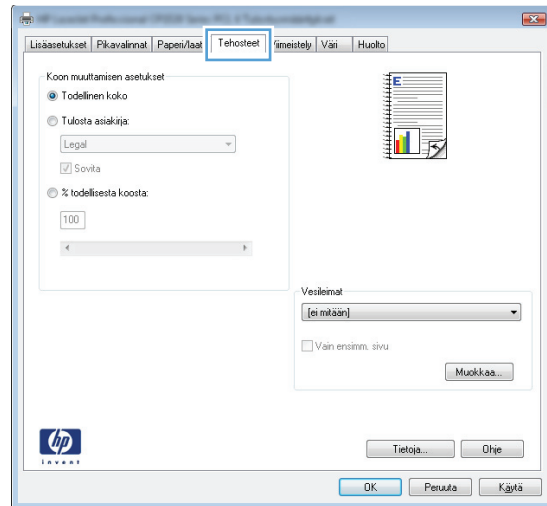 Lisäasetukset Pikavalinnat Paperi/laat Tehosteet Viimeistely Väri Huolto
Koon muuttamisen asetukset
Todellinen koko
Tulosta asiakirja:
Legal
Sovita
% todellisesta koosta:
100
E
Vesileimat
[ei mitään]
Vain ensimm. sivu
Muokkaa...
hp
invent
Tietoja... Ohje
OK Peruuta Käytä